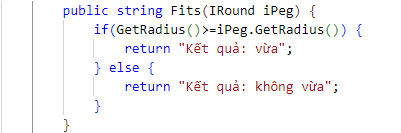 public string Fits(IRound iPeg) {
if(GetRadius()>=iPeg.GetRadius()) {
return "Kết quả: vừa";
} else {
return "Kết quả: không vừa";
}
}